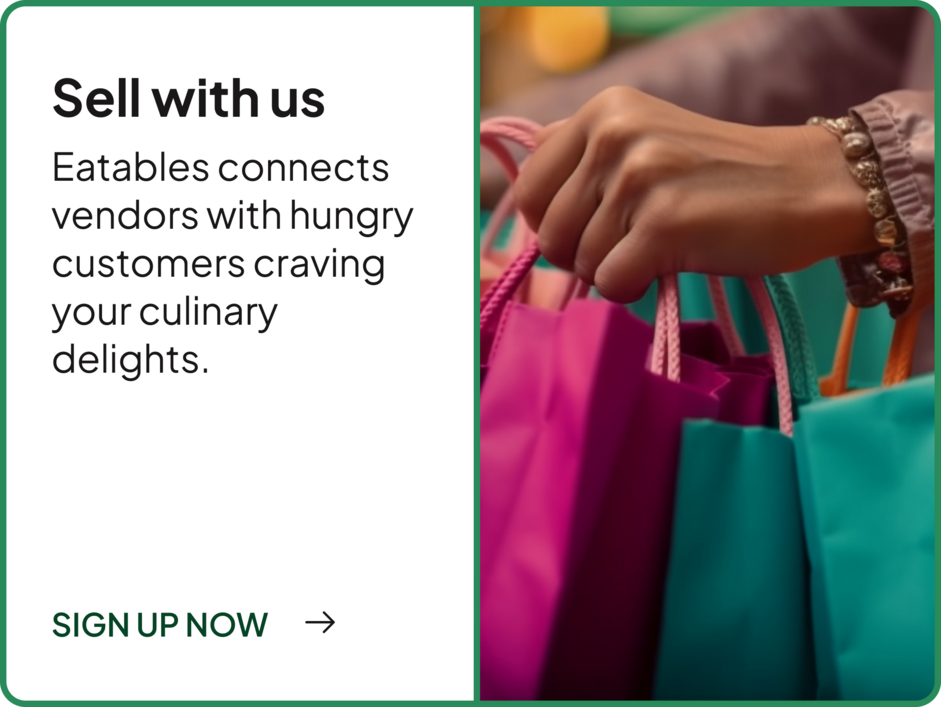 Sell with us
Eatables connects
vendors with hungry
customers craving
your culinary
delights.
SIGN UP NOW